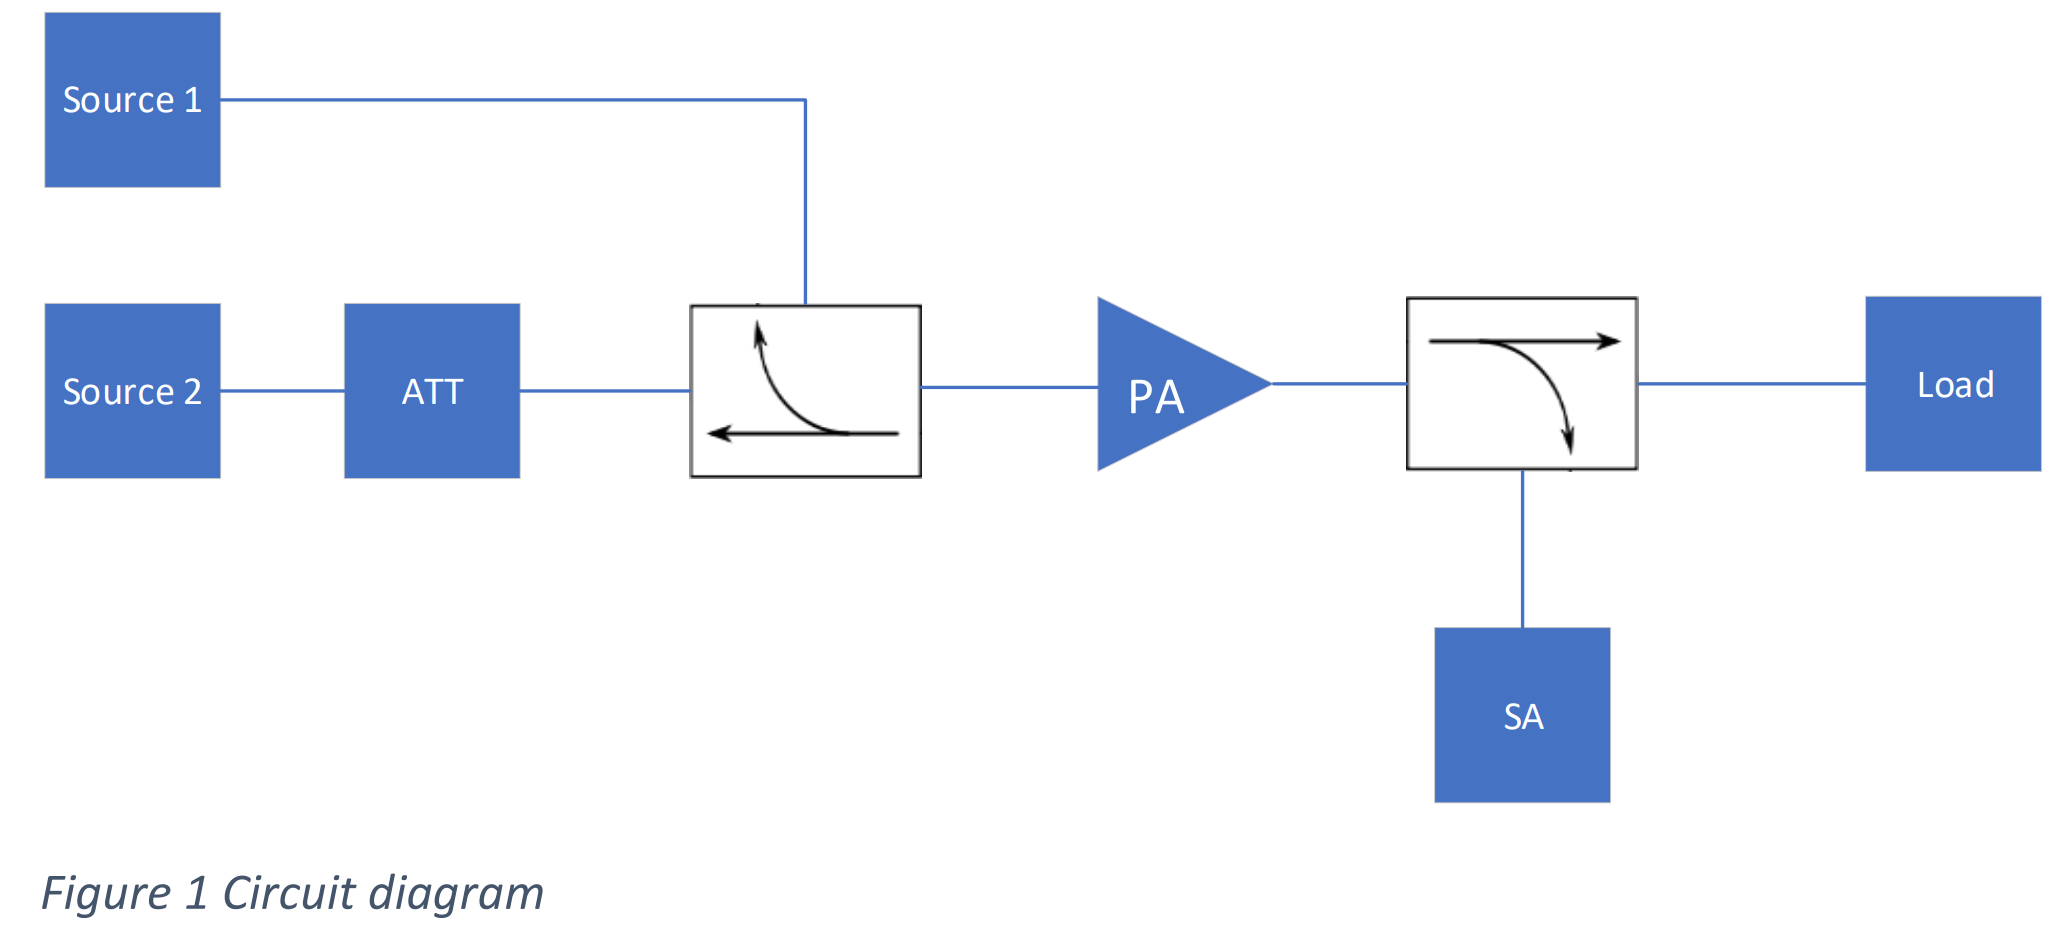 Source 1
Source 2
ATT
PA
Load
SA
Figure 1 Circuit diagram